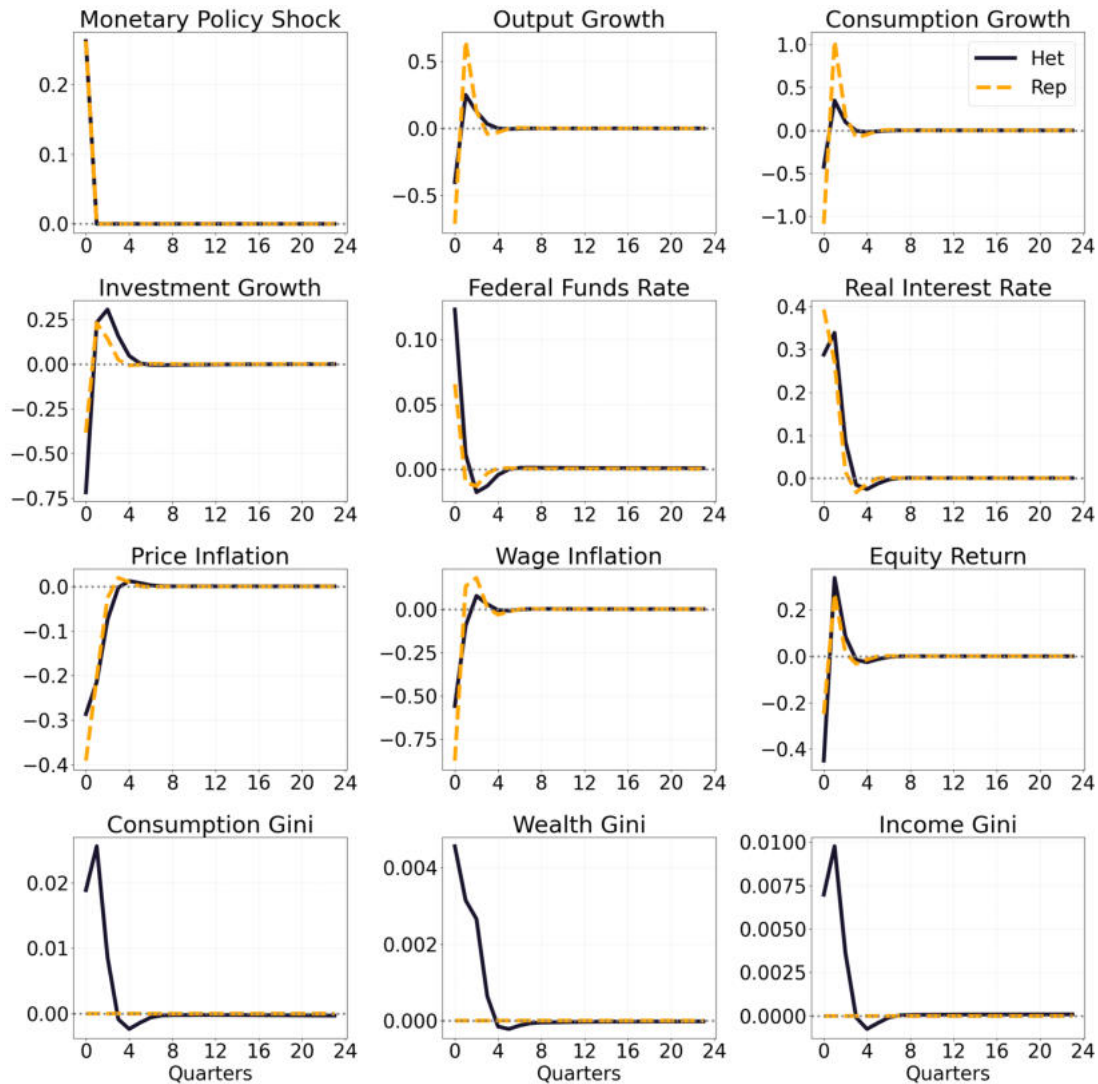 Monetary Policy Shock
0.2
0.1
0.0
0 4 8 12 16 20 24
Output Growth
0.5
0.0
−0.5
0 4 8 12 16 20 24
Consumption Growth
1.0
0.5
0.0
−0.5
−1.0
0 4 8 12 16 20 24
Het
Rep
Investment Growth
0.25
0.00
−0.25
−0.50
−0.75
0 4 8 12 16 20 24
Federal Funds Rate
0.10
0.05
0.00
0 4 8 12 16 20 24
Real Interest Rate
0.4
0.3
0.2
0.1
0.0
0 4 8 12 16 20 24
Price Inflation
0.0
−0.1
−0.2
−0.3
−0.4
0 4 8 12 16 20 24
Wage Inflation
0.00
−0.25
−0.50
−0.75
0 4 8 12 16 20 24
Equity Return
0.2
0.0
−0.2
−0.4
0 4 8 12 16 20 24
Consumption Gini
0.02
0.01
0.00
0 4 8 12 16 20 24
Quarters
Wealth Gini
0.004
0.002
0.000
0 4 8 12 16 20 24
Quarters
Income Gini
0.0100
0.0075
0.0050
0.0025
0.0000
0 4 8 12 16 20 24
Quarters